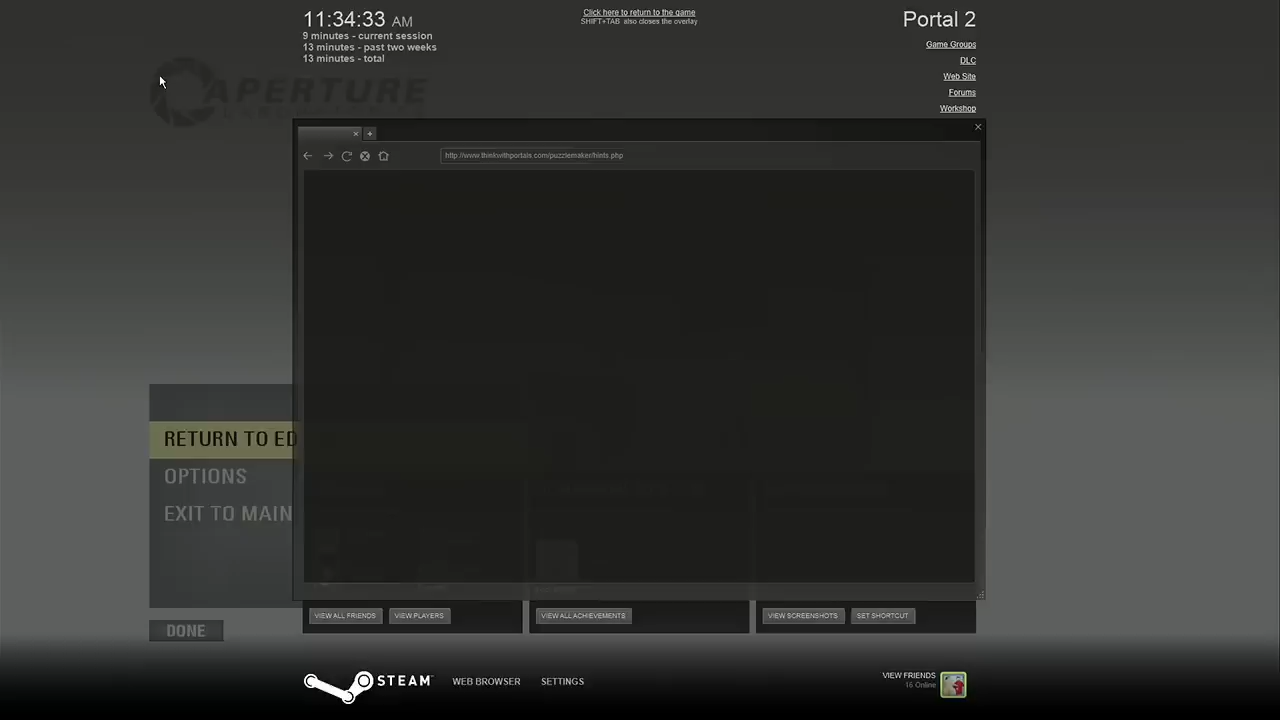 11:34:33 AM
9 minutes - current session
13 minutes - past two weeks
13 minutes - total
Click here to return to the game
SHIFT+TAB also closes the overlay
Portal 2
Game Groups
DLC
Web Site
Forums
Workshop
APERTURE
http://www.thinkwithportals.com/puzzlemaker/hints.php
RETURN TO ED
OPTIONS
EXIT TO MAIN
DONE
VIEW ALL FRIENDS
VIEW PLAYERS
VIEW ALL ACHIEVEMENTS
VIEW SCREENSHOTS
SET SHORTCUT
STEAM
WEB BROWSER
SETTINGS
VIEW FRIENDS
16 Online